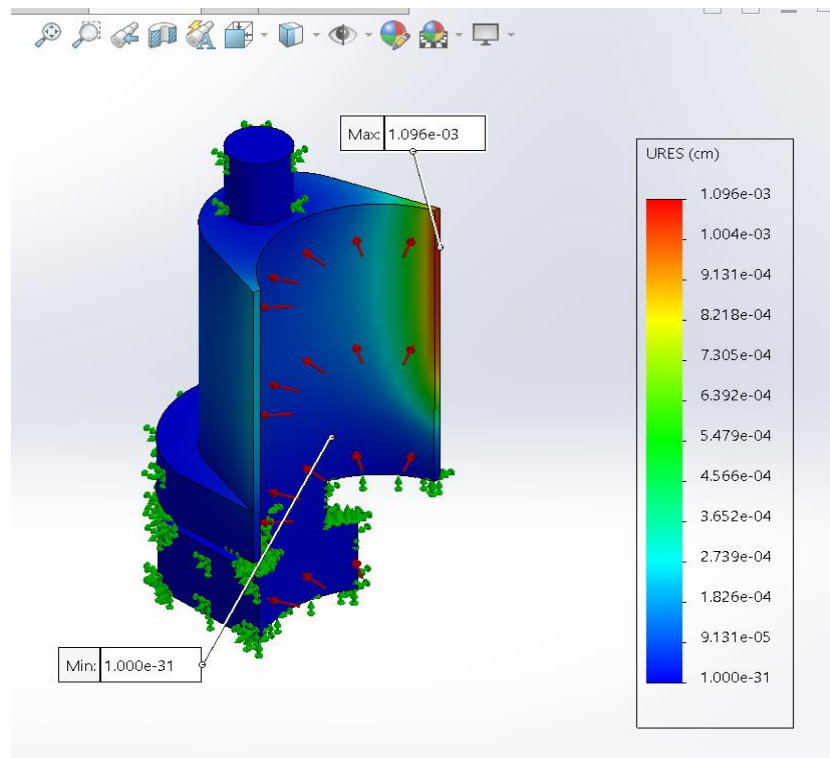 Max: 1.096e-03
URES (cm)
1.096e-03
1.004e-03
9.131e-04
8.218e-04
7.305e-04
6.392e-04
5.479e-04
4.566e-04
3.652e-04
2.739e-04
1.826e-04
9.131e-05
1.000e-31
Min: 1.000e-31